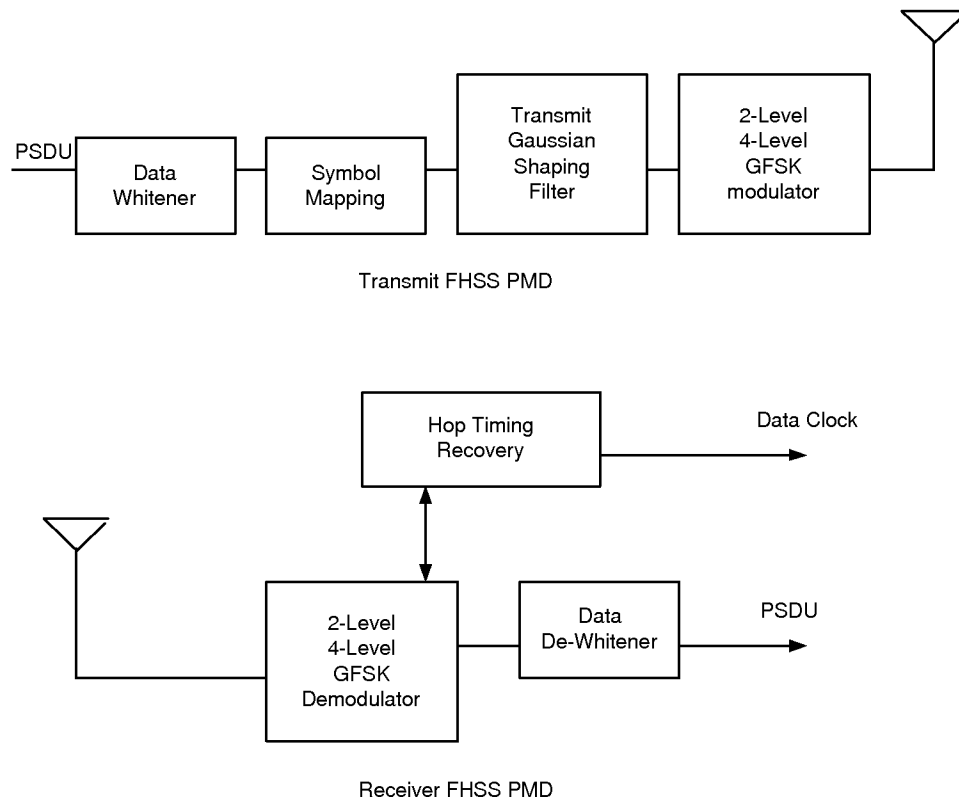 PSDU
Data
Whitener
Symbol
Mapping
Transmit
Gaussian
Shaping
Filter
2-Level
4-Level
GFSK
modulator
Transmit FHSS PMD
Hop Timing
Recovery
Data Clock
2-Level
4-Level
GFSK
Demodulator
Data
De-Whitener
PSDU
Receiver FHSS PMD